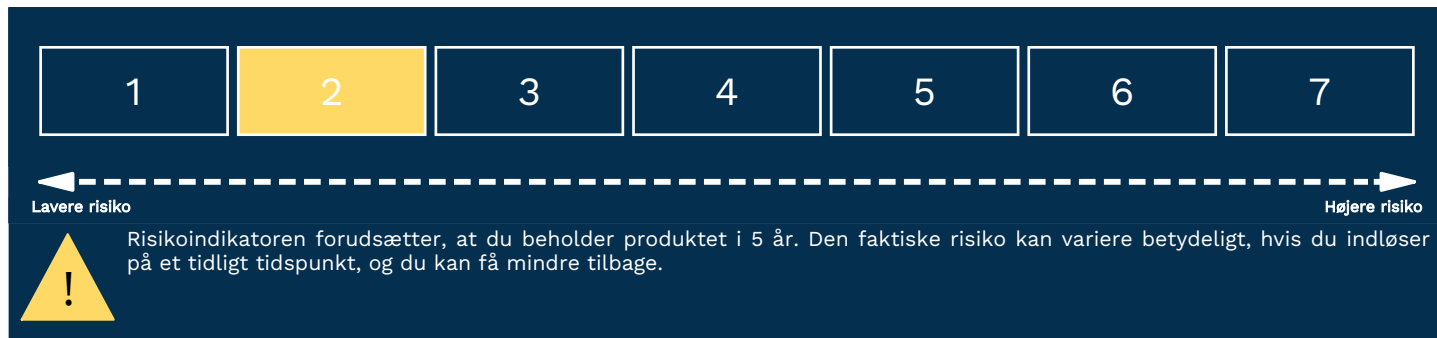 1 2 3 4 5 6 7
Lavere risiko Højere risiko
Risikoindikatoren forudsætter, at du beholder produktet i 5 år. Den faktiske risiko kan variere betydeligt, hvis du indløser
på et tidligt tidspunkt, og du kan få mindre tilbage.
!